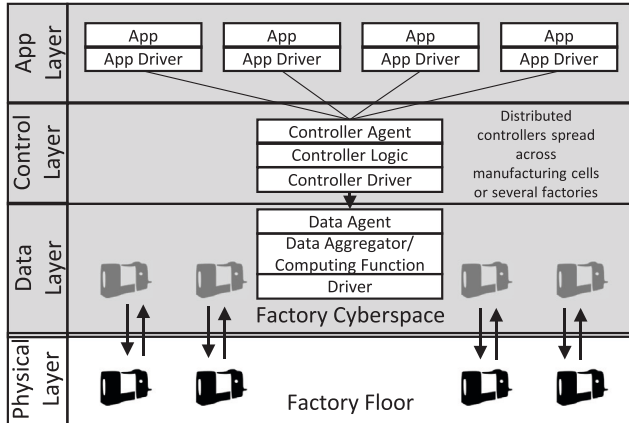 App
Layer
App
App Driver
App
App Driver
App
App Driver
App
App Driver
Control
Layer
Controller Agent
Controller Logic
Controller Driver
Distributed
controllers spread
across
manufacturing cells
or several factories
Data
Layer
Data Agent
Data Aggregator/
Computing Function
Driver
Factory Cyberspace
Physical
Layer
Factory Floor